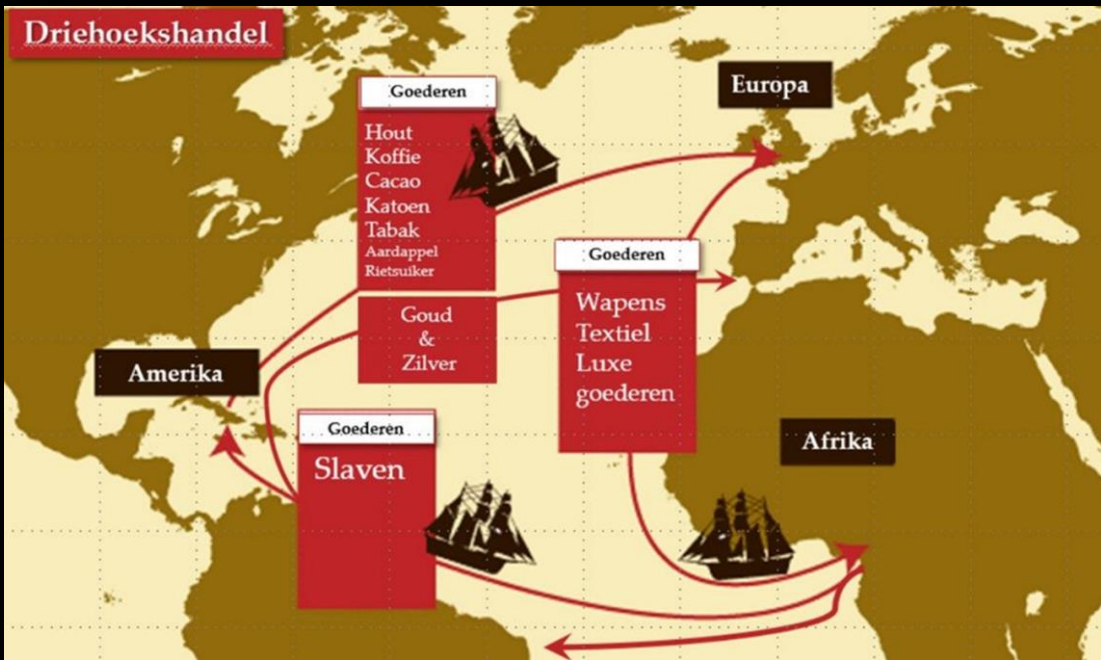 Driehoekshandel
Goederen
Hout
Koffie
Cacao
Katoen
Tabak
Aardappel
Rietsuiker
Goud
&
Zilver
Europa
Goederen
Wapens
Textiel
Luxe
goederen
Amerika
Goederen
Slaven
Afrika